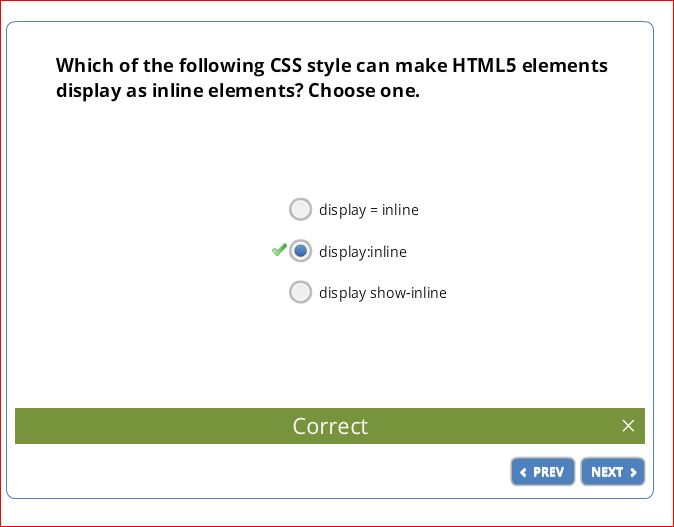 Which of the following CSS style can make HTML5 elements
display as inline elements? Choose one.
display = inline
display:inline
display show-inline
Correct
PREV
NEXT